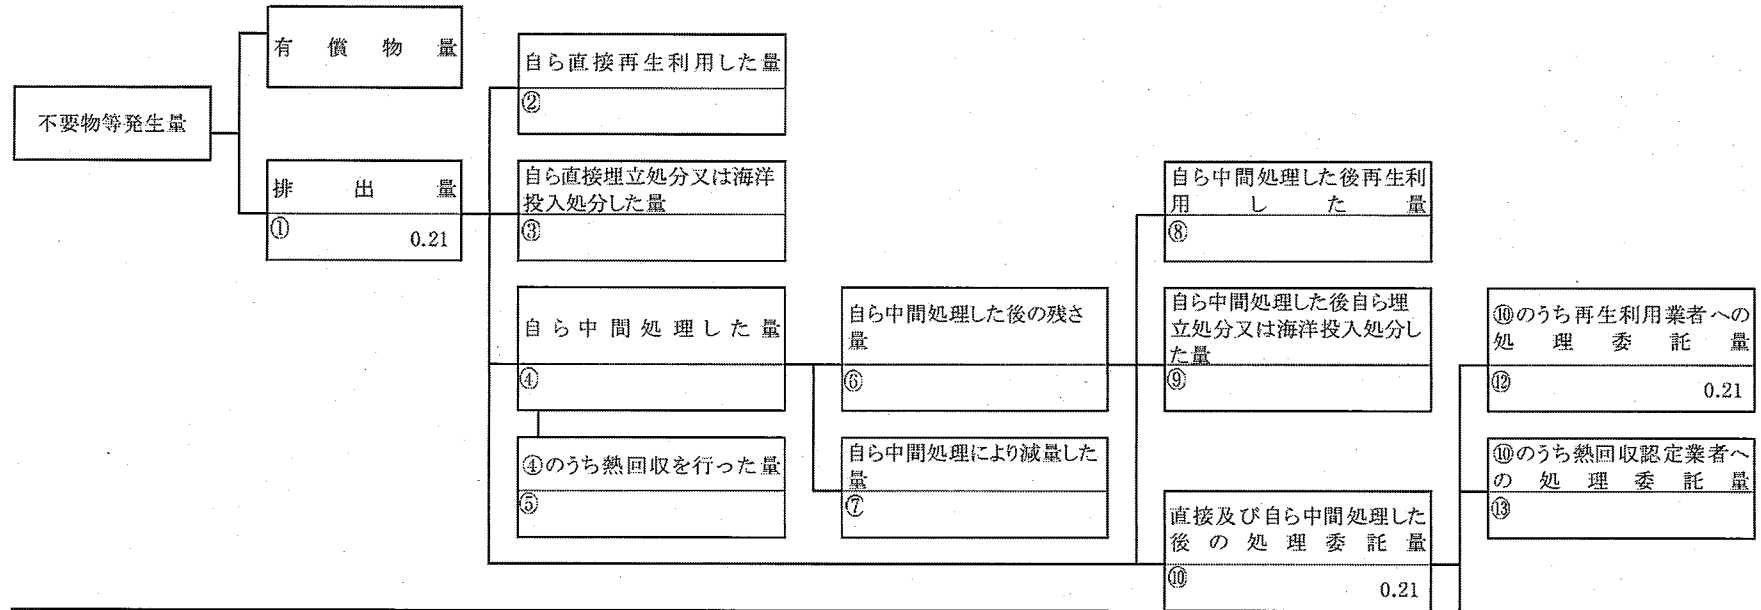 有償物量
不要物等発生量
排出量
①
0.21
自ら直接再生利用した量
②
自ら直接埋立処分又は海洋
投入処分した量
③
自ら中間処理した量
④
④のうち熱回収を行った量
⑤
自ら中間処理した後の残さ
量
⑥
自ら中間処理により減量した
量
⑦
自ら中間処理した後再生利
用した量
⑧
自ら中間処理した後自ら埋
立処分又は海洋投入処分し
た量
⑨
直接及び自ら中間処理した
後の処理委託量
⑩
0.21
⑩のうち再生利用業者への
処理委託量
⑫
0.21
⑩のうち熱回収認定業者へ
の処理委託量
⑬